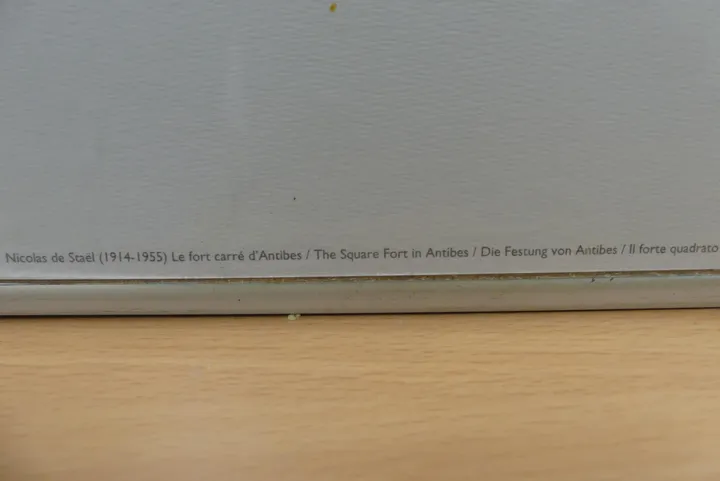 Nicolas de Staël (1914-1955) Le fort carré d'Antibes / The Square Fort in Antibes / Die Festung von Antibes / Il forte quadrato